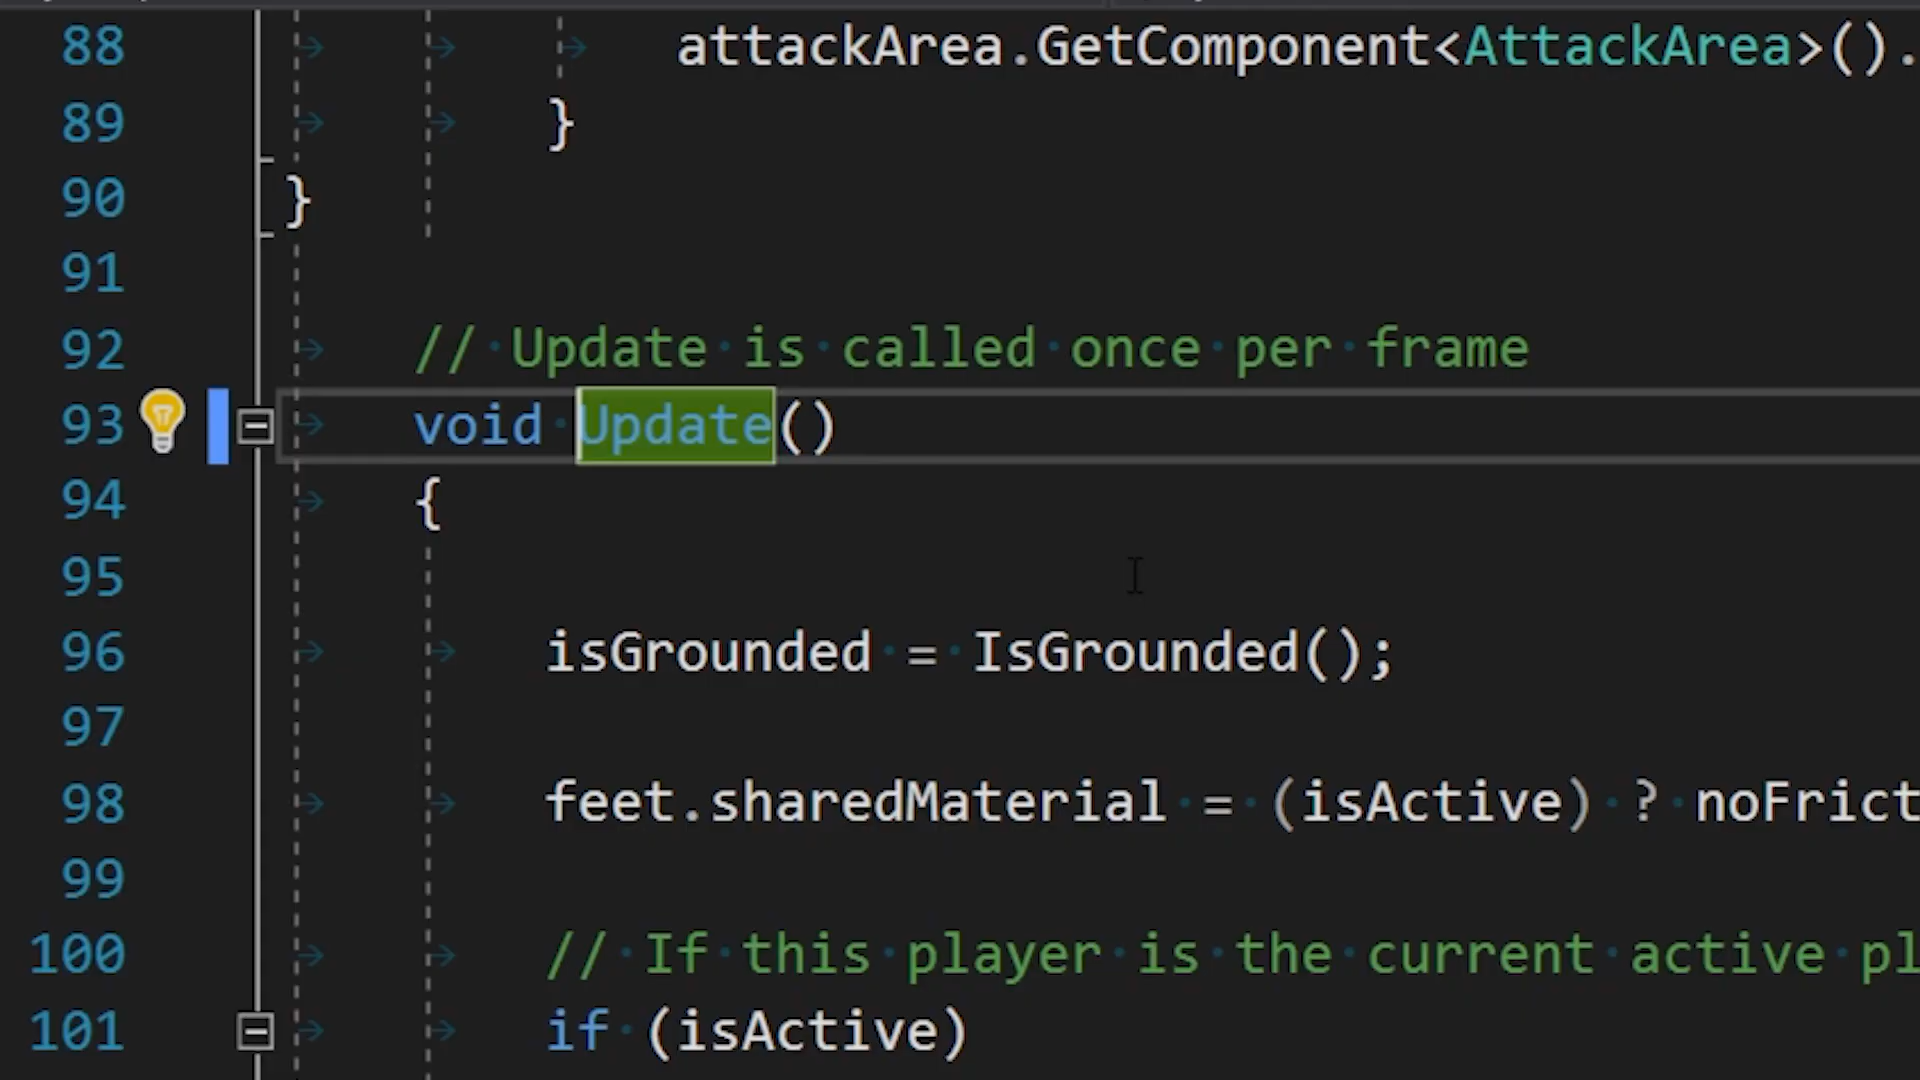 88 attackArea.GetComponent<AttackArea>().
89 }
90 }
91
92 // Update is called once per frame
93 void Update()
94 {
95
96 isGrounded = IsGrounded();
97
98 feet.sharedMaterial = (isActive) ? noFrict
99
100 // If this player is the current active pl
101 if (isActive)